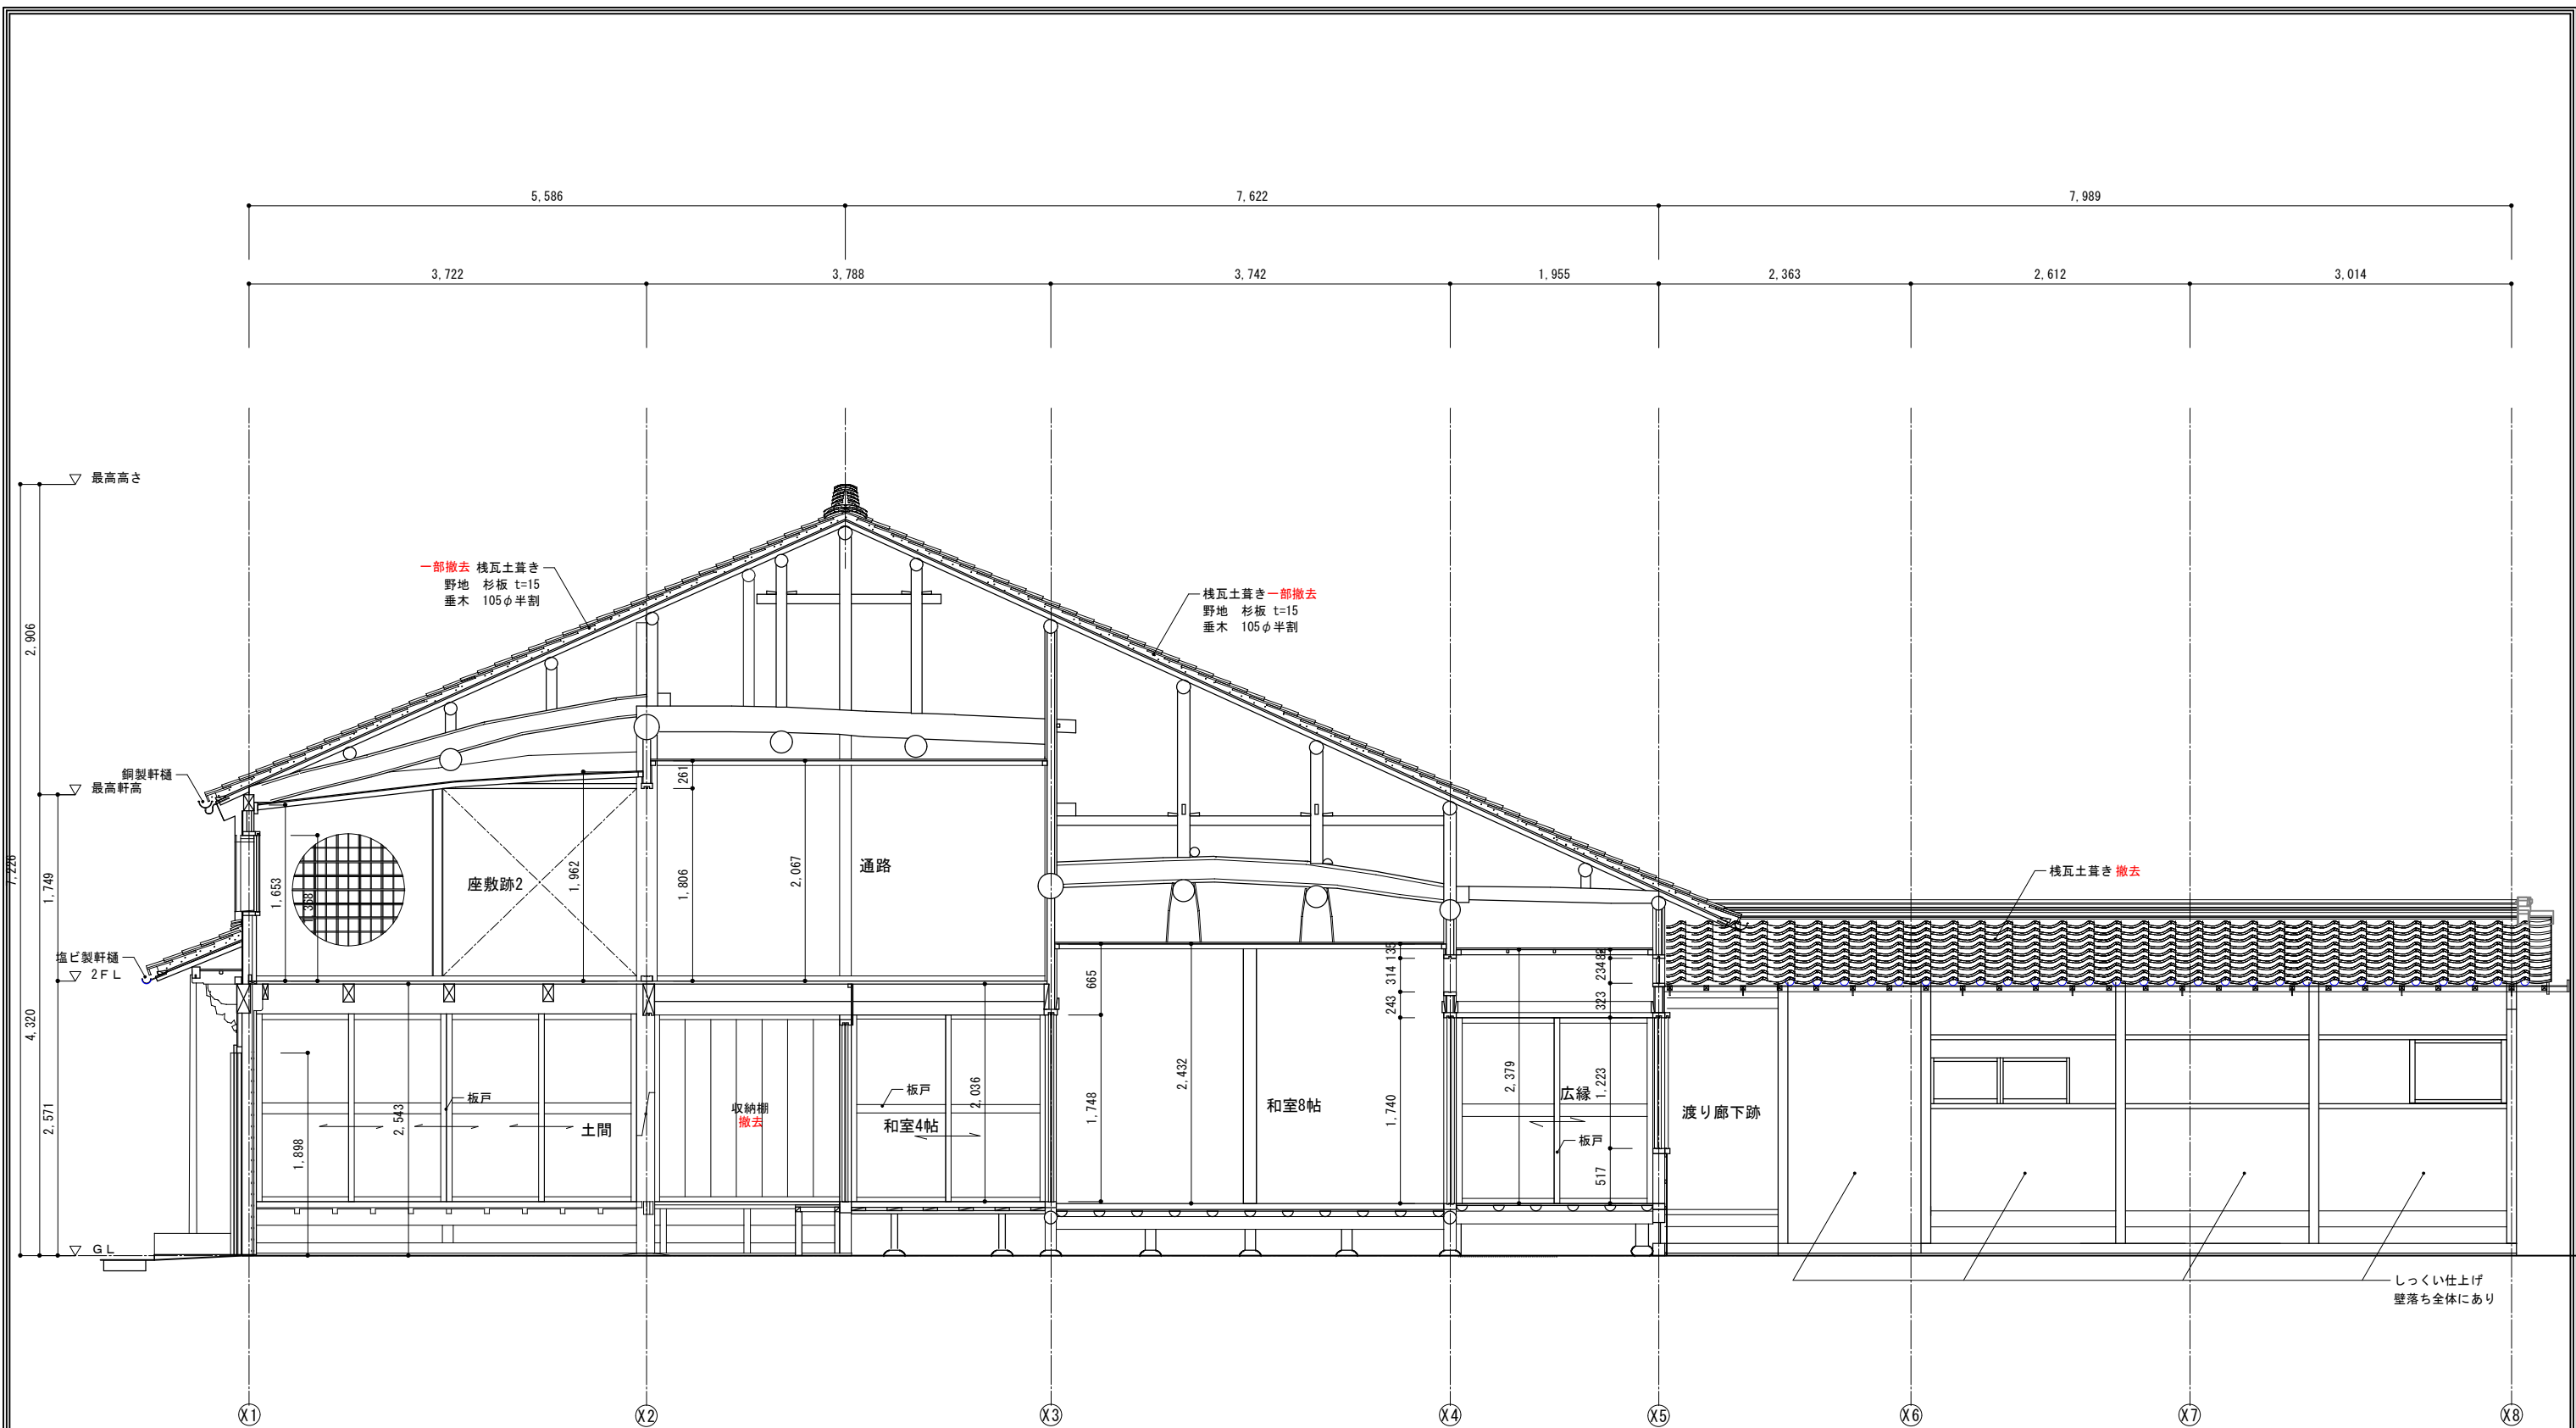 5,586
7,622
7,989
3,722
3,788
3,742
1,955
2,363
2,612
3,014
最高高さ
一部撤去 桟瓦土葺き
野地 杉板 t=15
垂木 105φ半割
桟瓦土葺き一部撤去
野地 杉板 t=15
垂木 105φ半割
2,906
銅製軒樋
最高軒高
261
7,226
1,749
1,653
1,368
座敷跡2
1,962
1,806
2,067
通路
桟瓦土葺き 撤去
塩ビ製軒樋
2FL
665
135
314
243
82
234
323
4,320
2,571
1,898
2,543
板戸
土間
収納棚
撤去
板戸
和室4帖
2,036
1,748
2,432
和室8帖
1,740
2,379
広縁
1,223
板戸
517
渡り廊下跡
GL
しっくい仕上げ
壁落ち全体にあり
X1
X2
X3
X4
X5
X6
X7
X8